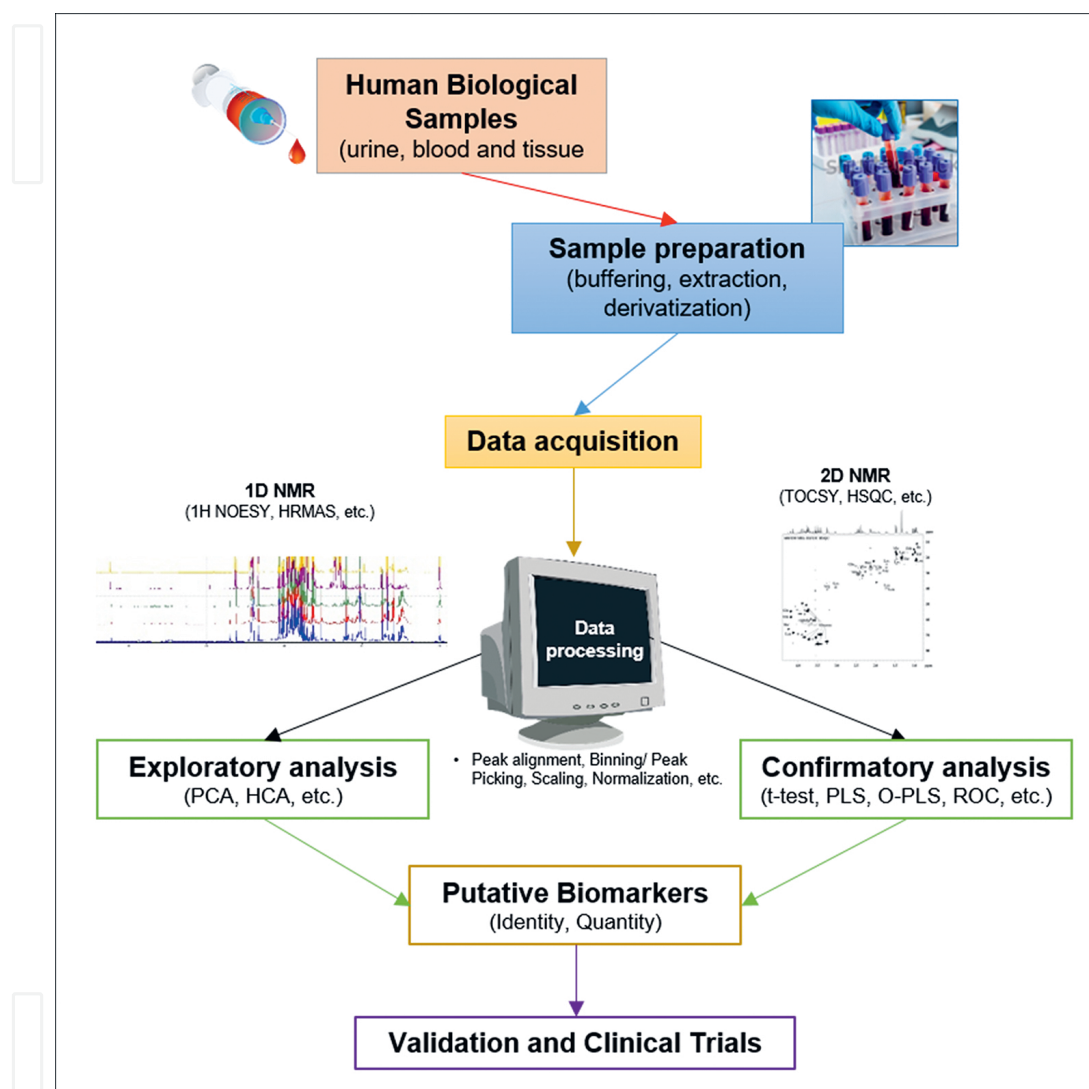 Human Biological
Samples
(urine, blood and tissue
Sample preparation
(buffering, extraction,
derivatization)
Data acquisition
1D NMR
(1H NOESY, HRMAS, etc.)
2D NMR
(TOCSY, HSQC, etc.)
Data
processing
• Peak alignment, Binning/ Peak
Picking, Scaling, Normalization, etc.
Exploratory analysis
(PCA, HCA, etc.)
Confirmatory analysis
(t-test, PLS, O-PLS, ROC, etc.)
Putative Biomarkers
(Identity, Quantity)
Validation and Clinical Trials